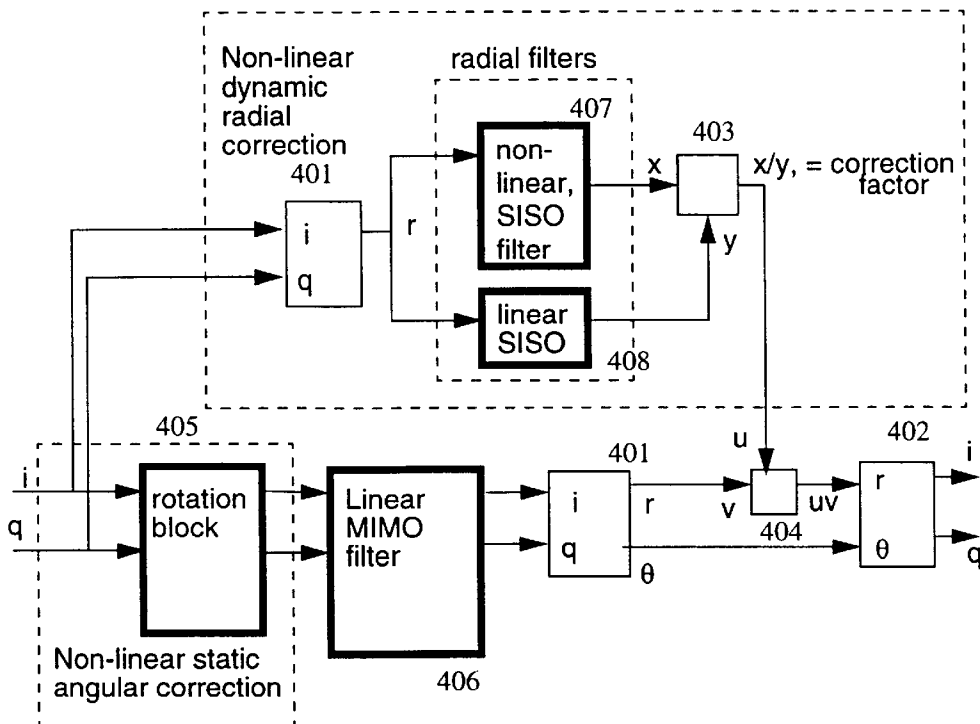 Non-linear
dynamic
radial
correction
radial filters
407
403
401
non-
linear,
SISO
filter
x
x/y, = correction
factor
i
q
r
y
linear
SISO
408
405
u
401
402
i
i
q
rotation
block
Linear
MIMO
filter
i
q
r
θ
v
uv
404
r
θ
q
Non-linear static
angular correction
406